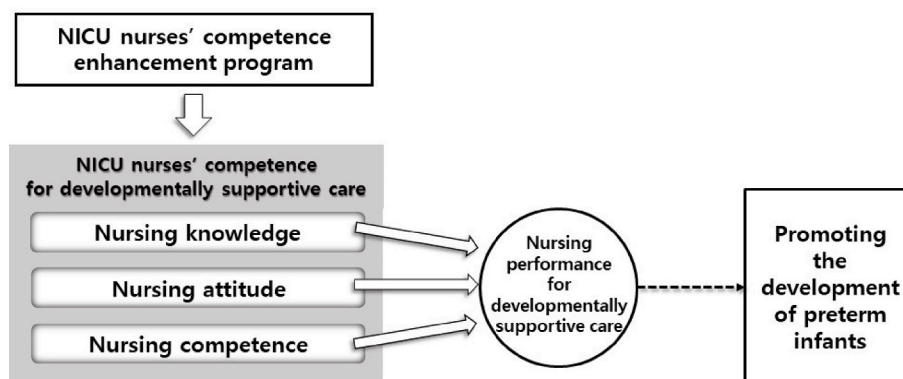 NICU nurses’ competence
enhancement program
NICU nurses’ competence
for developmentally supportive care
Nursing knowledge
Nursing attitude
Nursing competence
Nursing
performance
for
developmentally
supportive care
Promoting
the
development
of preterm
infants